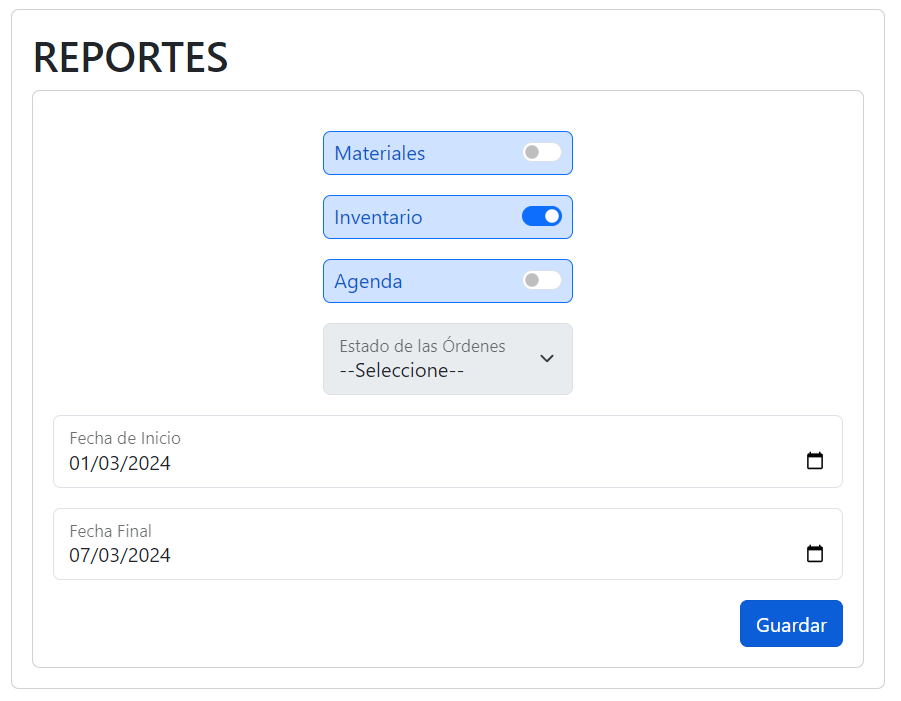 REPORTES
Materiales
Inventario
Agenda
Estado de las Órdenes
--Seleccione--
Fecha de Inicio
01/03/2024
Fecha Final
07/03/2024
Guardar